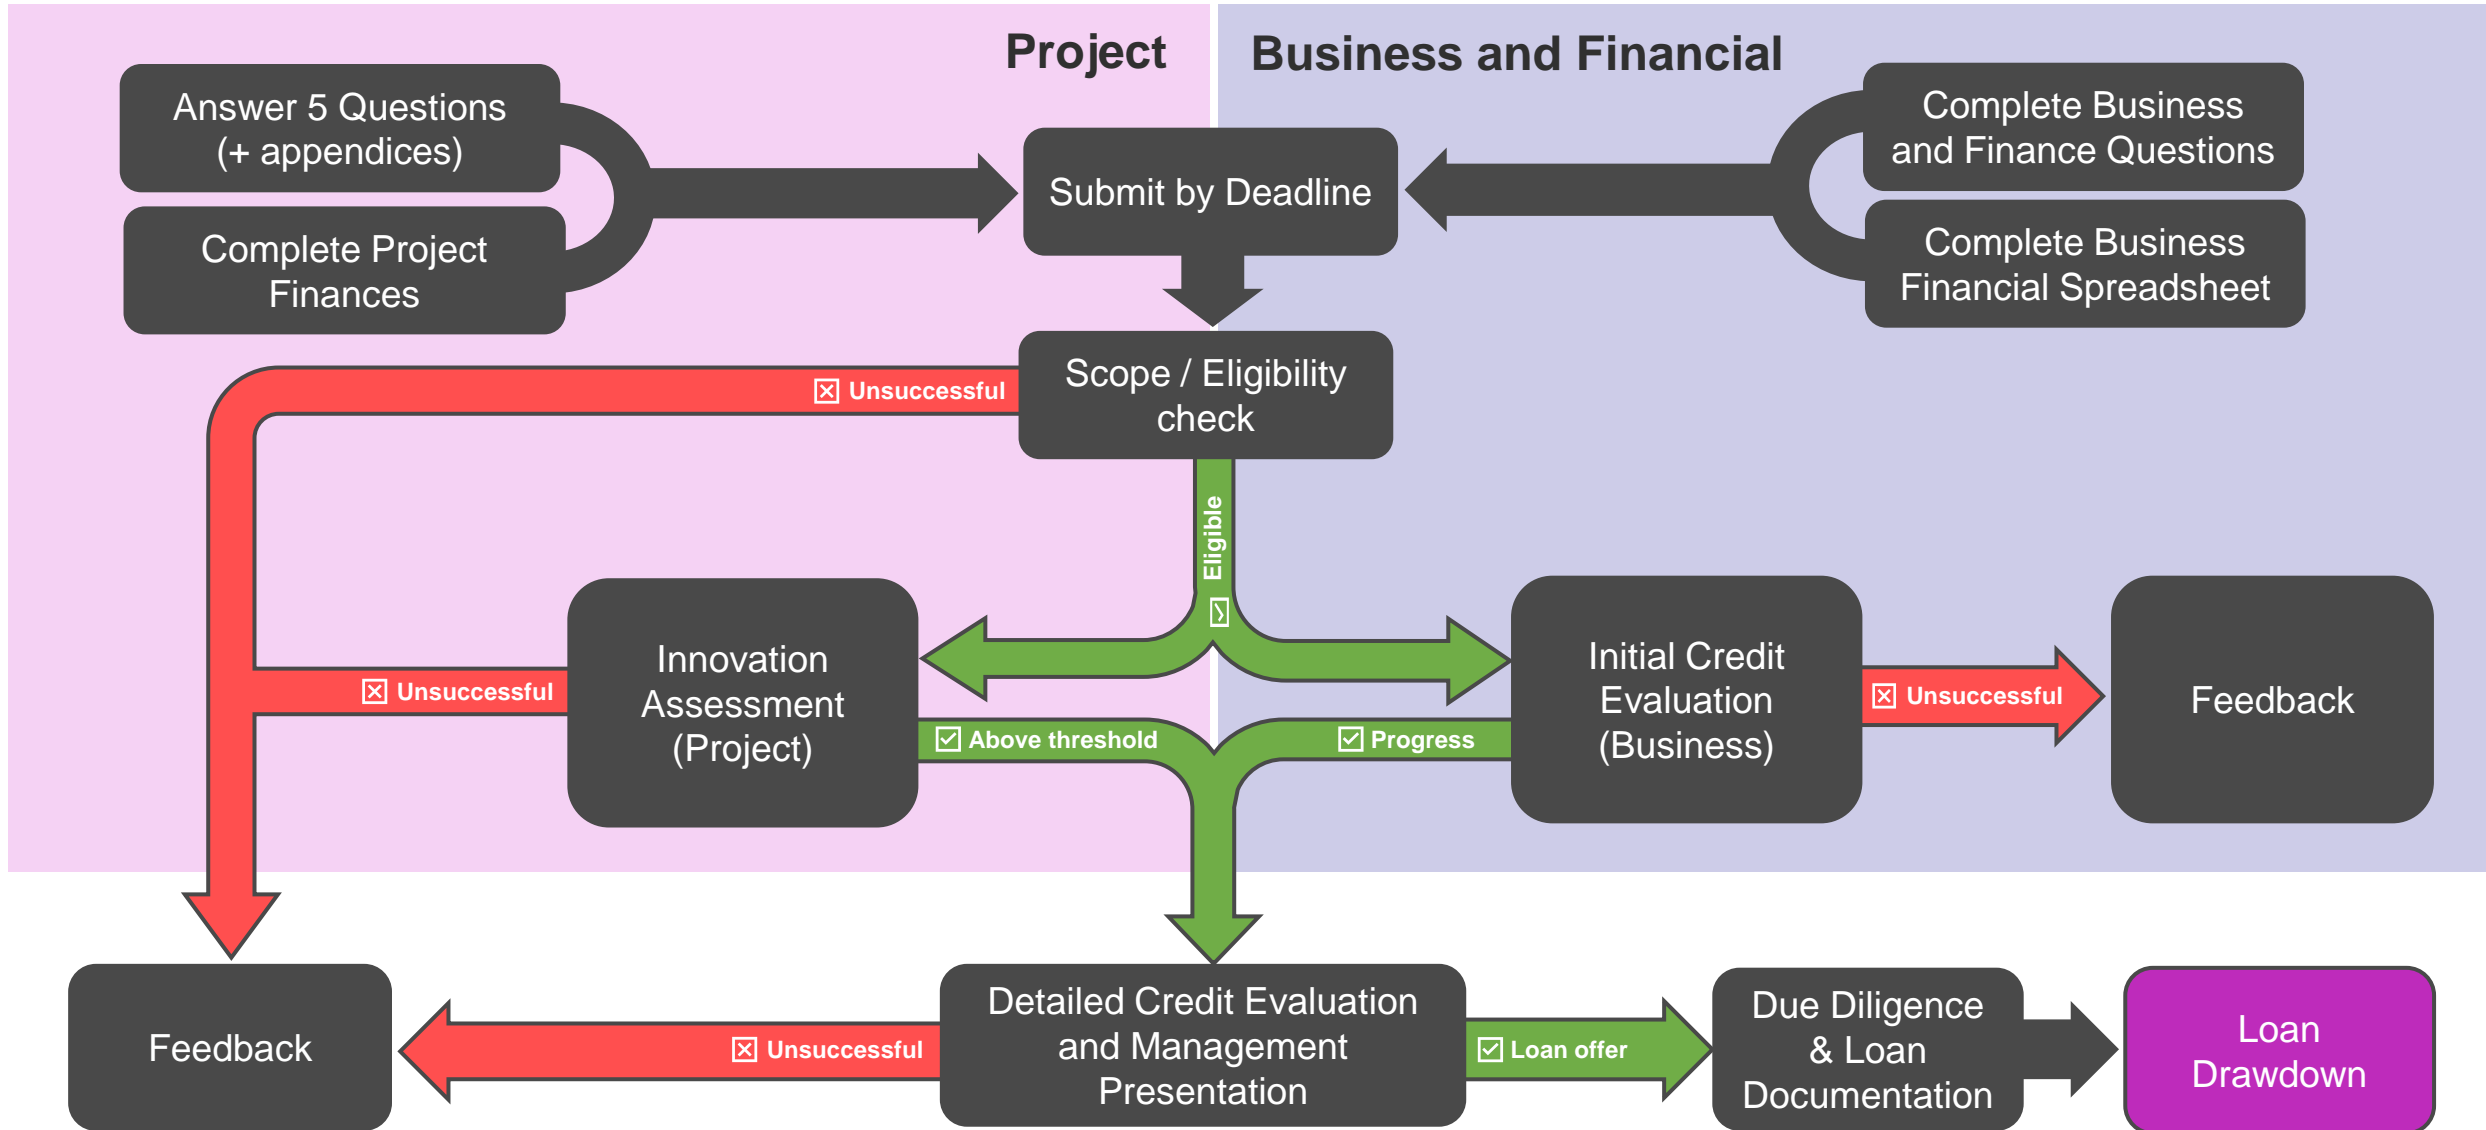 Project
Business and Financial
Answer 5 Questions
(+ appendices)
Complete Project
Finances
Submit by Deadline
Complete Business
and Finance Questions
Complete Business
Financial Spreadsheet
Scope / Eligibility
check
Unsuccessful
Eligible
Innovation
Assessment
(Project)
Unsuccessful
Above threshold
Progress
Initial Credit
Evaluation
(Business)
Unsuccessful
Feedback
Feedback
Unsuccessful
Detailed Credit Evaluation
and Management
Presentation
Loan offer
Due Diligence
& Loan
Documentation
Loan
Drawdown